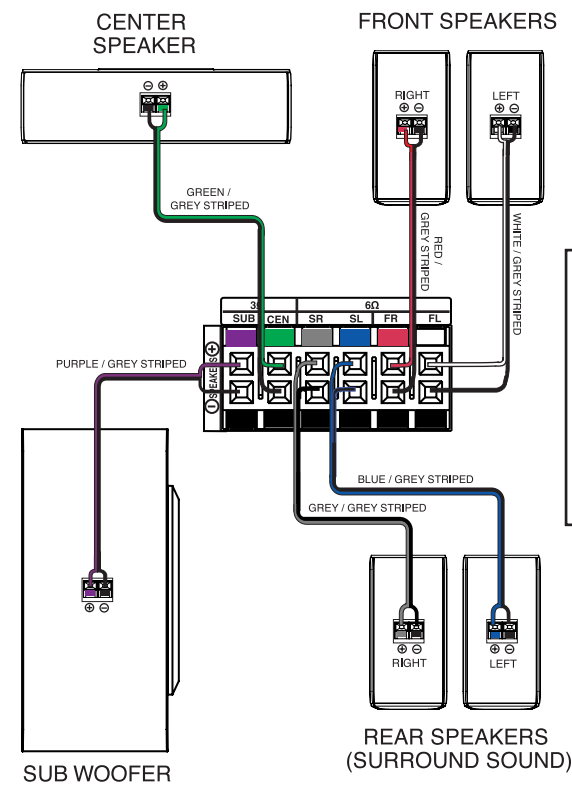 CENTER
SPEAKER
FRONT SPEAKERS
⊖ ⊕
RIGHT
⊕ ⊖
LEFT
⊕ ⊖
GREEN /
GREY STRIPED
RED /
GREY STRIPED
WHITE / GREY STRIPED
3Ω 6Ω
SUB CEN SR SL FR FL
⊕
SPEAKERS
⊖
PURPLE / GREY STRIPED
BLUE / GREY STRIPED
GREY / GREY STRIPED
⊕ ⊖
⊕ ⊖
RIGHT
⊕ ⊖
LEFT
REAR SPEAKERS
(SURROUND SOUND)
SUB WOOFER